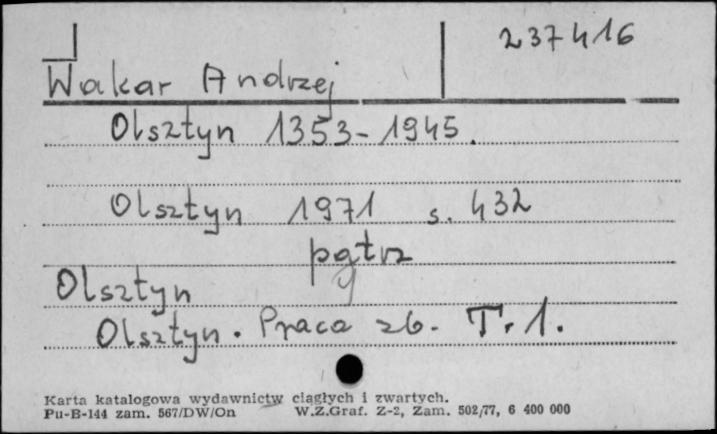 237416
Wakar Andrzej
Olsztyn 1353-1945.
Olsztyn 1971 s. 432
Olsztyn
Olsztyn. Praca zb. T. 1.
Karta katalogowa wydawnictw ciągłych i zwartych.
Pu-B-144 zam. 567/DW/On W.Z.Graf. Z-2, Zam. 502/77, 6 400 000